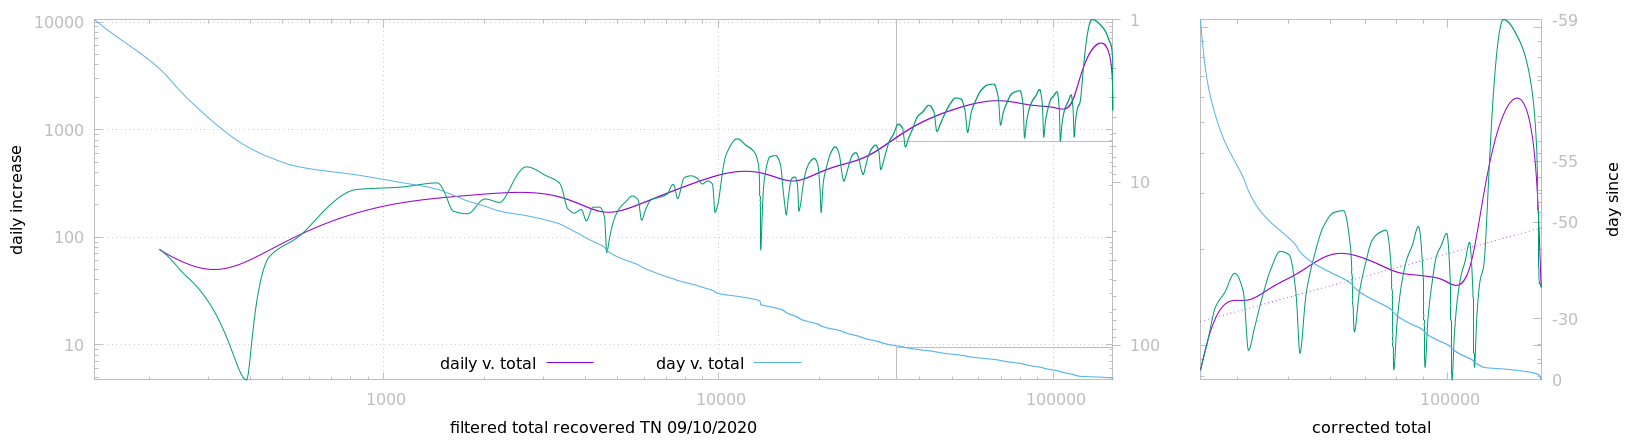 10000
1000
100
10
daily increase
1
10
100
1000
10000
100000
daily v. total
day v. total
filtered total recovered TN 09/10/2020
-59
-55
-50
-30
0
day since
100000
corrected total